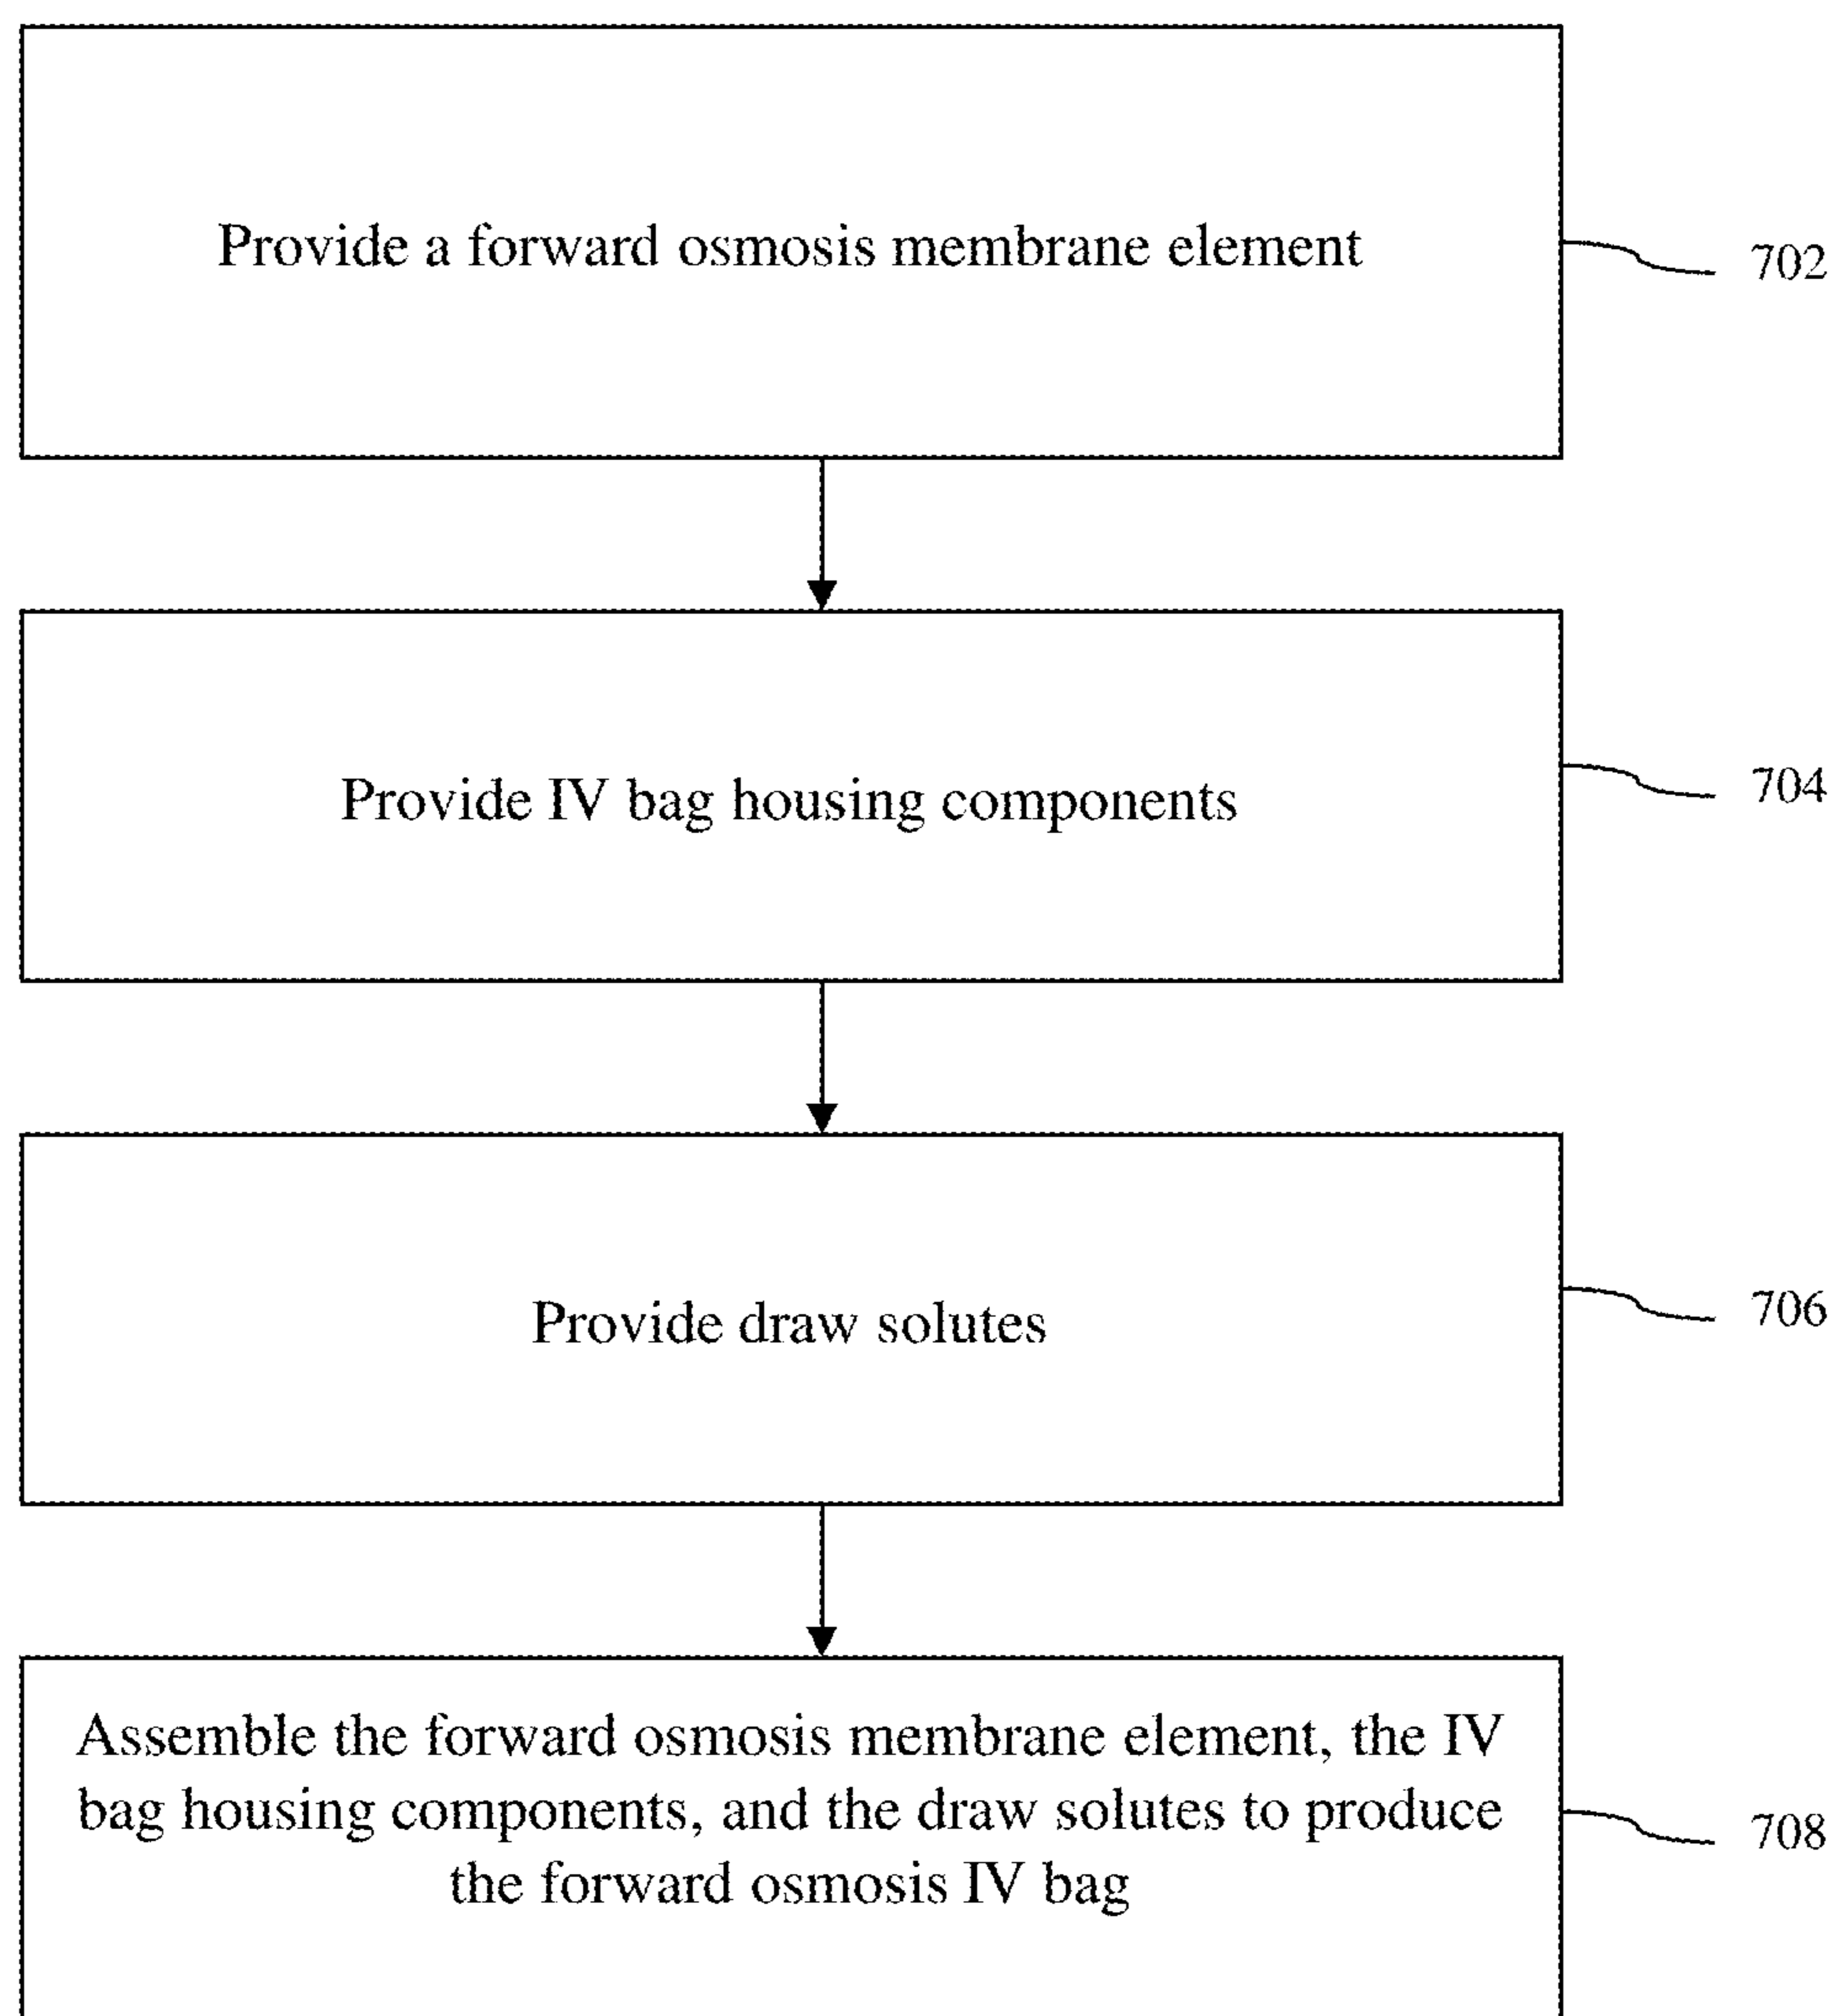 Provide a forward osmosis membrane element
702
Provide IV bag housing components
704
Provide draw solutes
706
Assemble the forward osmosis membrane element, the IV
bag housing components, and the draw solutes to produce
the forward osmosis IV bag
708